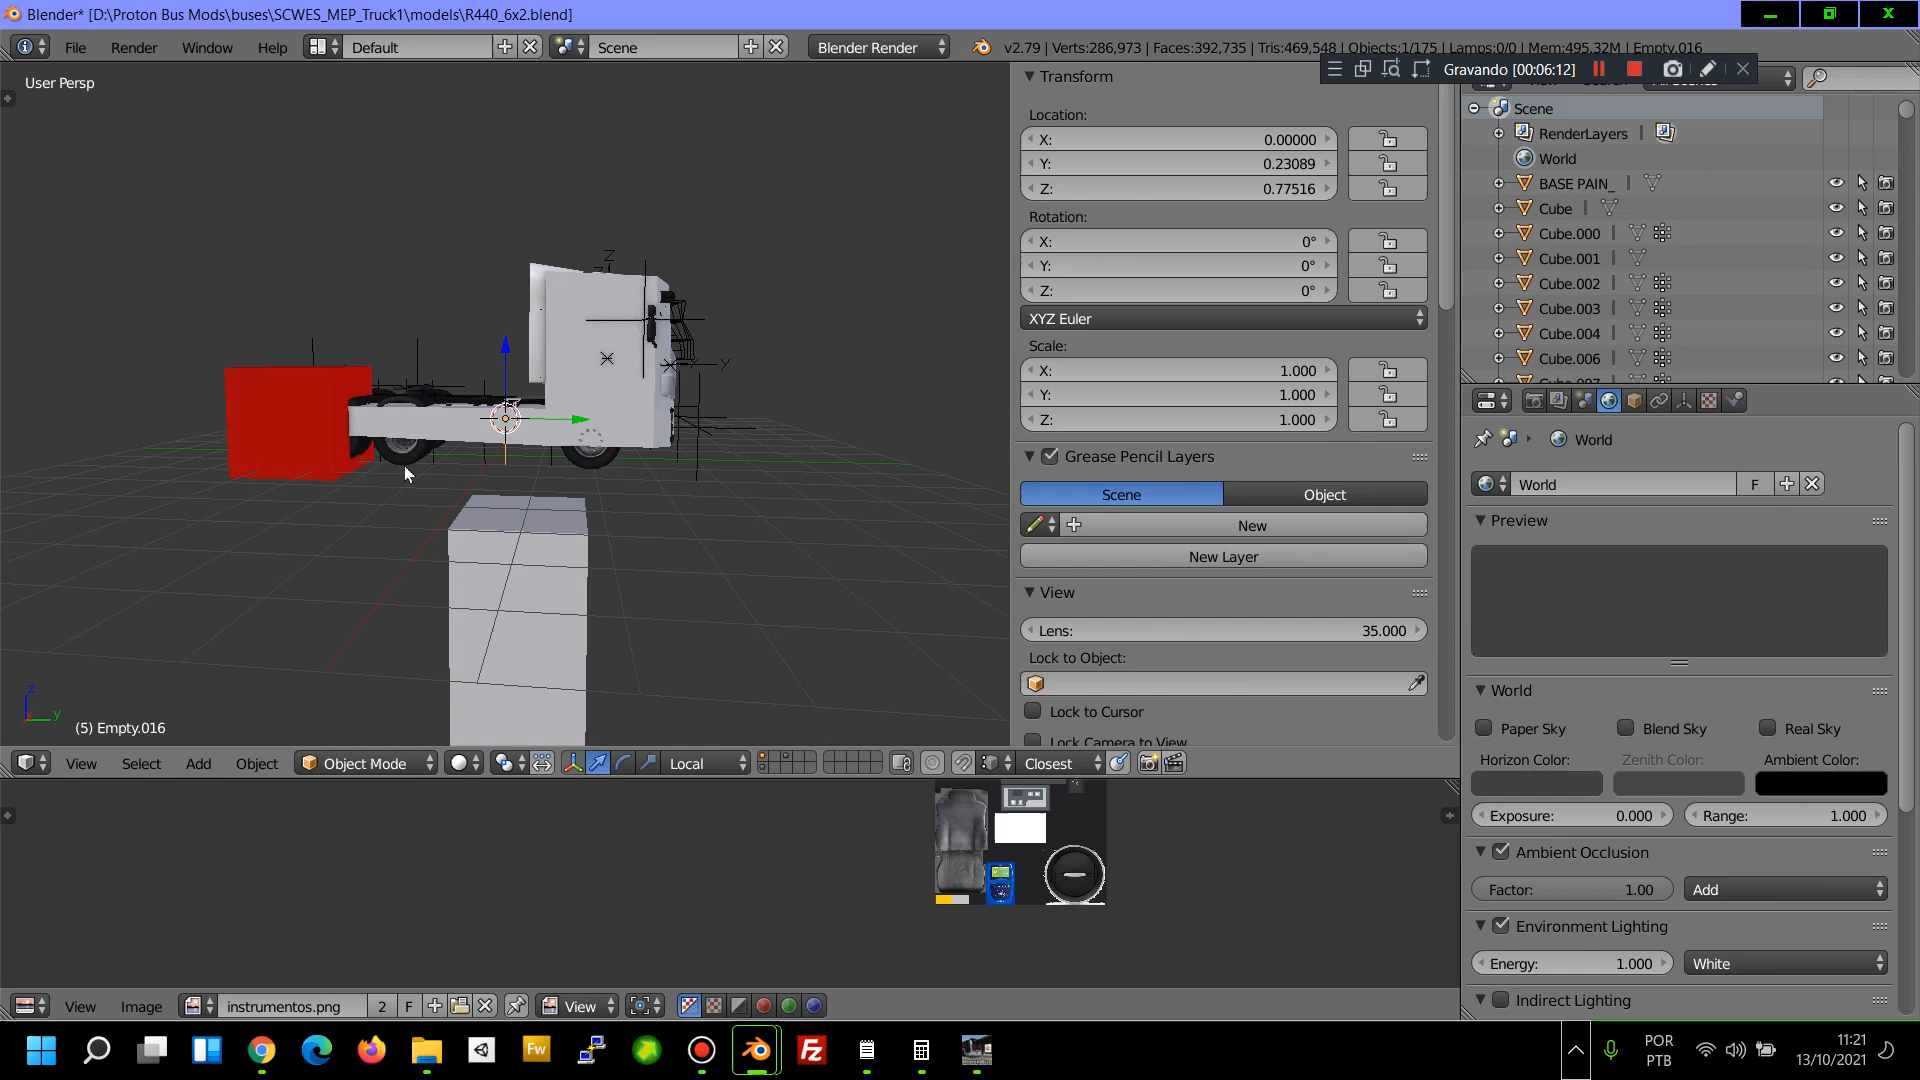 Blender* [D:\Proton Bus Mods\buses\SCWES_MEP_Truck1\models\R440_6x2.blend]
File Render Window Help Default Scene Blender Render v2.79 | Verts:286,973 | Faces:392,735 | Tris:469,548 | Objects:1/175 | Lamps:0/0 | Mem:495.32M | Empty.016
Gravando [00:06:12]
User Persp
Transform
Location:
X: 0.00000
Y: 0.23089
Z: 0.77516
Rotation:
X: 0°
Y: 0°
Z: 0°
XYZ Euler
Scale:
X: 1.000
Y: 1.000
Z: 1.000
Grease Pencil Layers
Scene Object
New
New Layer
View
Lens: 35.000
Lock to Object:
Lock to Cursor
Lock Camera to View
Z
Y
z
y
(5) Empty.016
View Select Add Object Object Mode Local Closest
View Image instrumentos.png 2 F View
Scene
RenderLayers
World
BASE PAIN_
Cube
Cube.000
Cube.001
Cube.002
Cube.003
Cube.004
Cube.006
World
World F
Preview
World
Paper Sky Blend Sky Real Sky
Horizon Color: Zenith Color: Ambient Color:
Exposure: 0.000 Range: 1.000
Ambient Occlusion
Factor: 1.00 Add
Environment Lighting
Energy: 1.000 White
Indirect Lighting
Fw
Fz
POR
PTB
11:21
13/10/2021